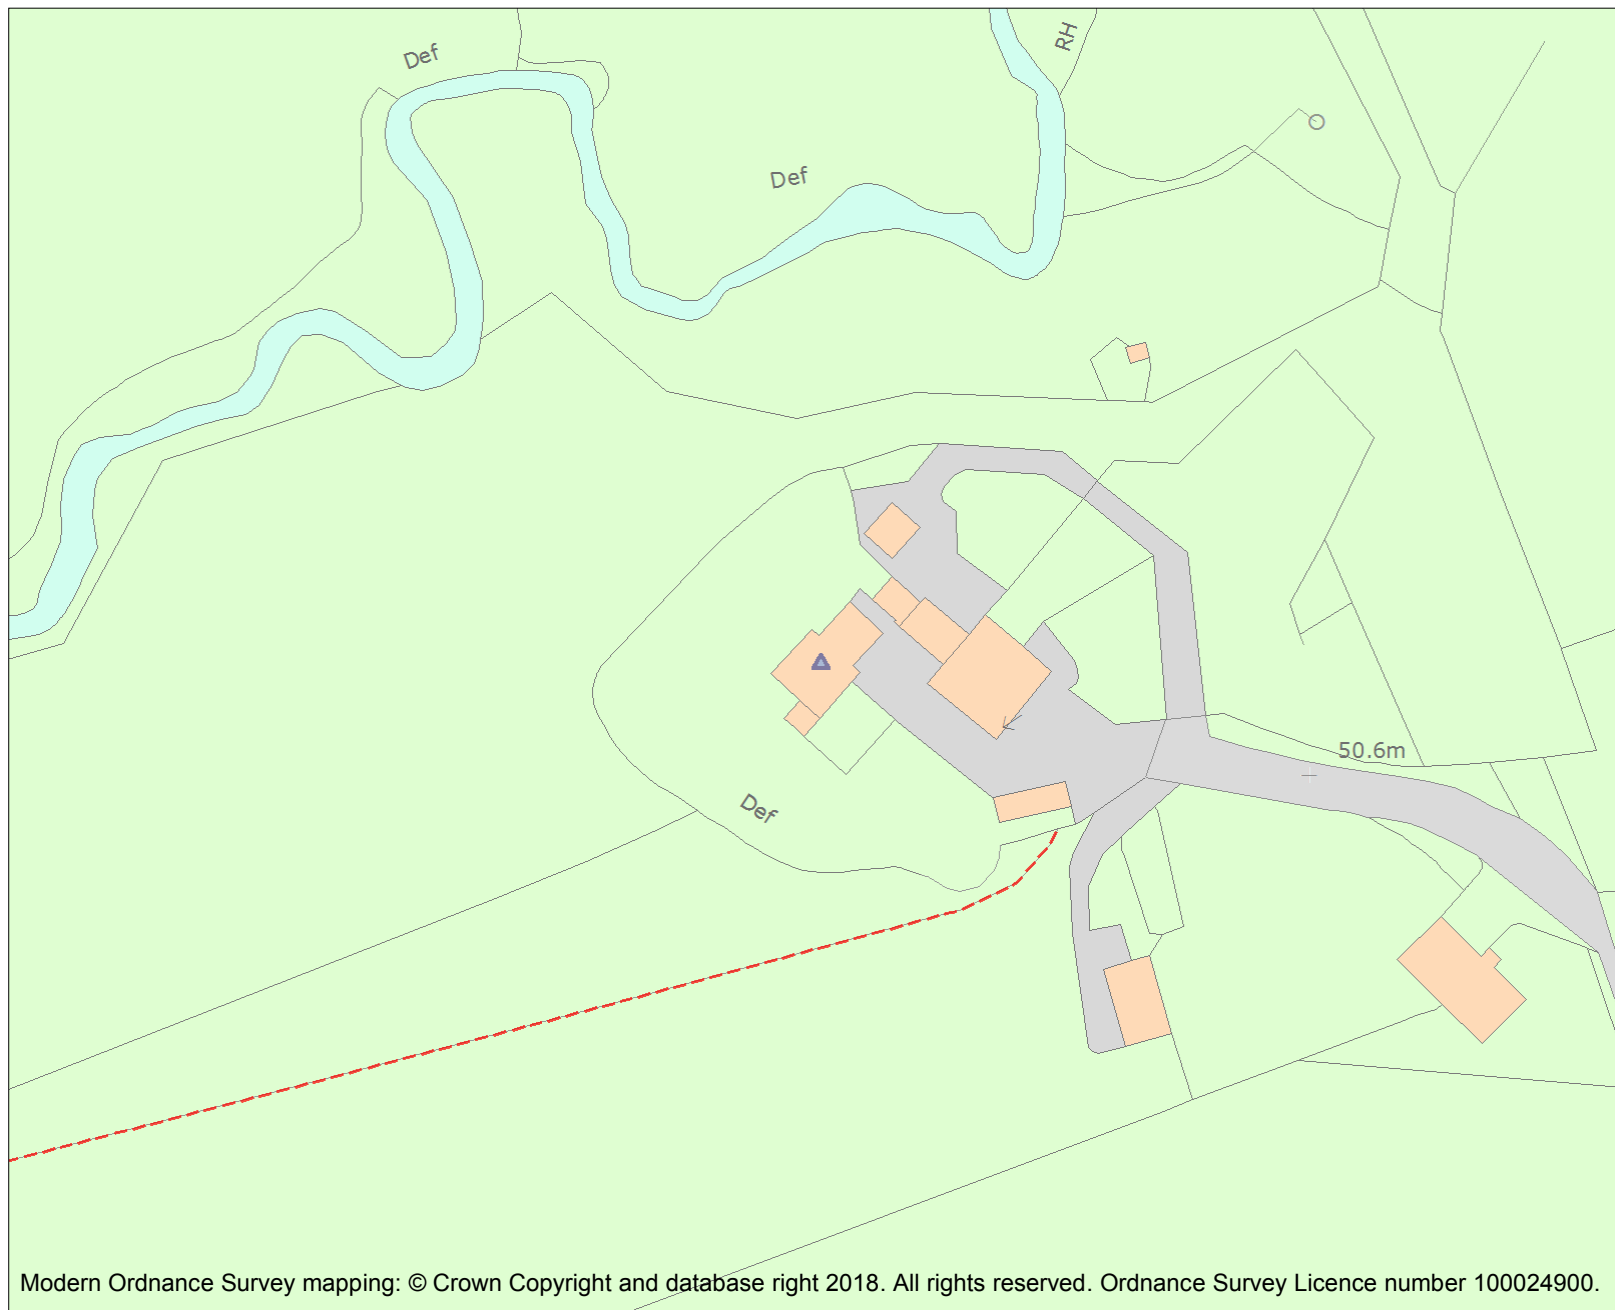 RH
Def
Def
50.6m
Def
Modern Ordnance Survey mapping: © Crown Copyright and database right 2018. All rights reserved. Ordnance Survey Licence number 100024900.